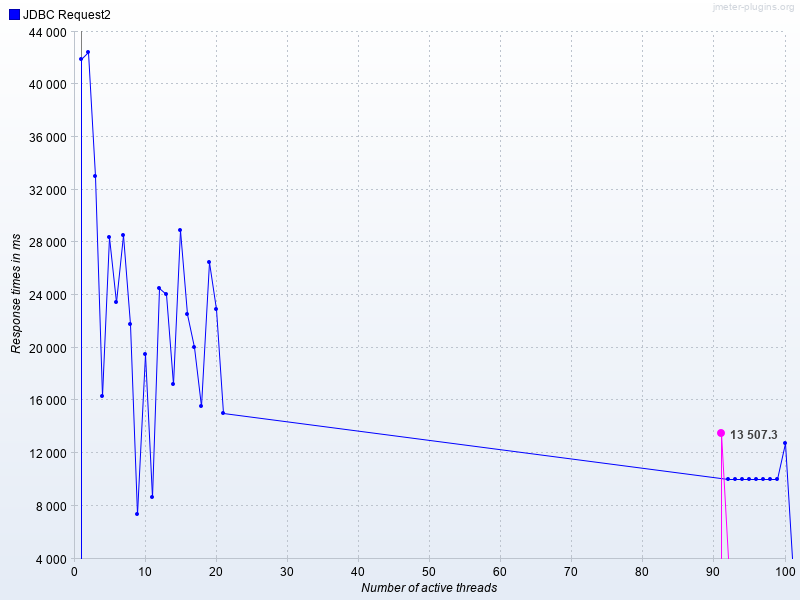 jmeter-plugins.org
JDBC Request2
44 000
40 000
36 000
32 000
28 000
24 000
20 000
16 000
12 000
8 000
4 000
Response times in ms
13 507.3
0 10 20 30 40 50 60 70 80 90 100
Number of active threads